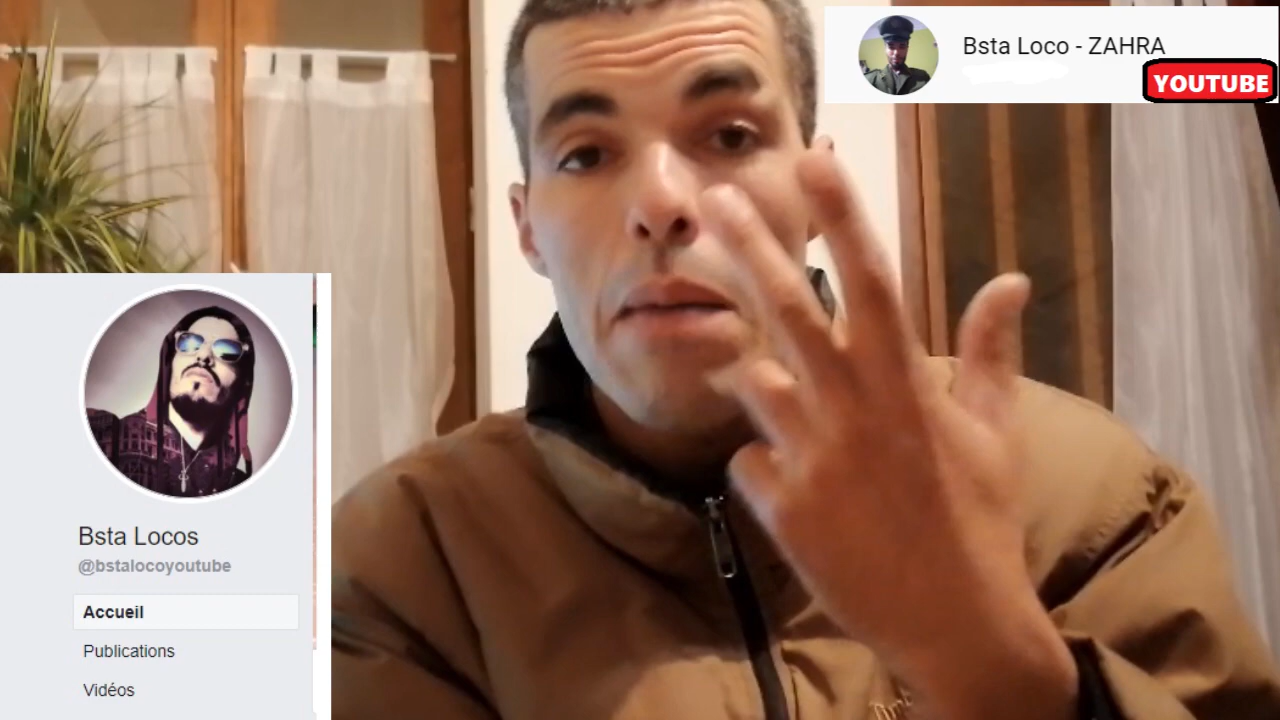 Bsta Loco - ZAHRA
YOUTUBE
Bsta Locos
@bstalocoyoutube
Accueil
Publications
Vidéos